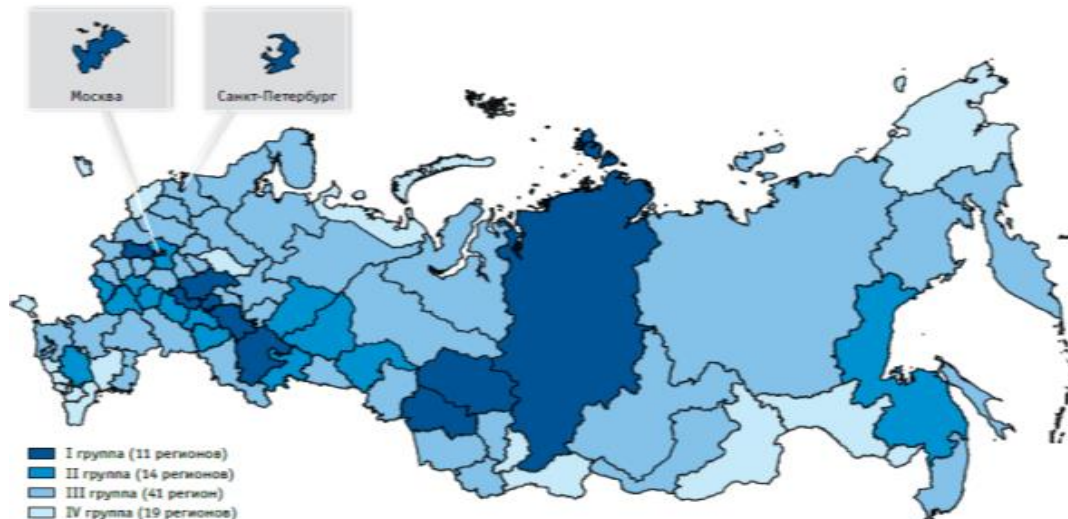 Москва
Санкт-Петербург
I группа (11 регионов)
II группа (14 регионов)
III группа (41 регион)
IV группа (19 регионов)